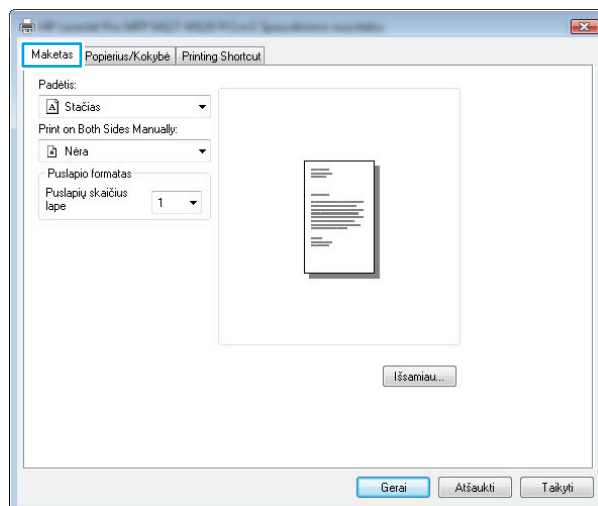 Maketas
Popierius/Kokybė
Printing Shortcut
Padėtis:
Stačias
Print on Both Sides Manually:
Nėra
Puslapio formatas
Puslapių skaičius
lape
1
Išsamiau...
Gerai
Atšaukti
Taikyti